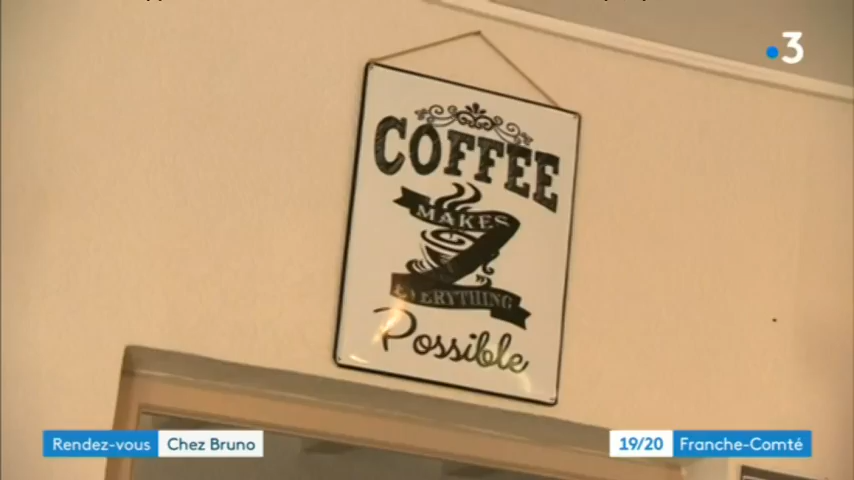 3
COFFEE
MAKES
EVERYTHING
Possible
Rendez-vous Chez Bruno
19/20 Franche-Comté